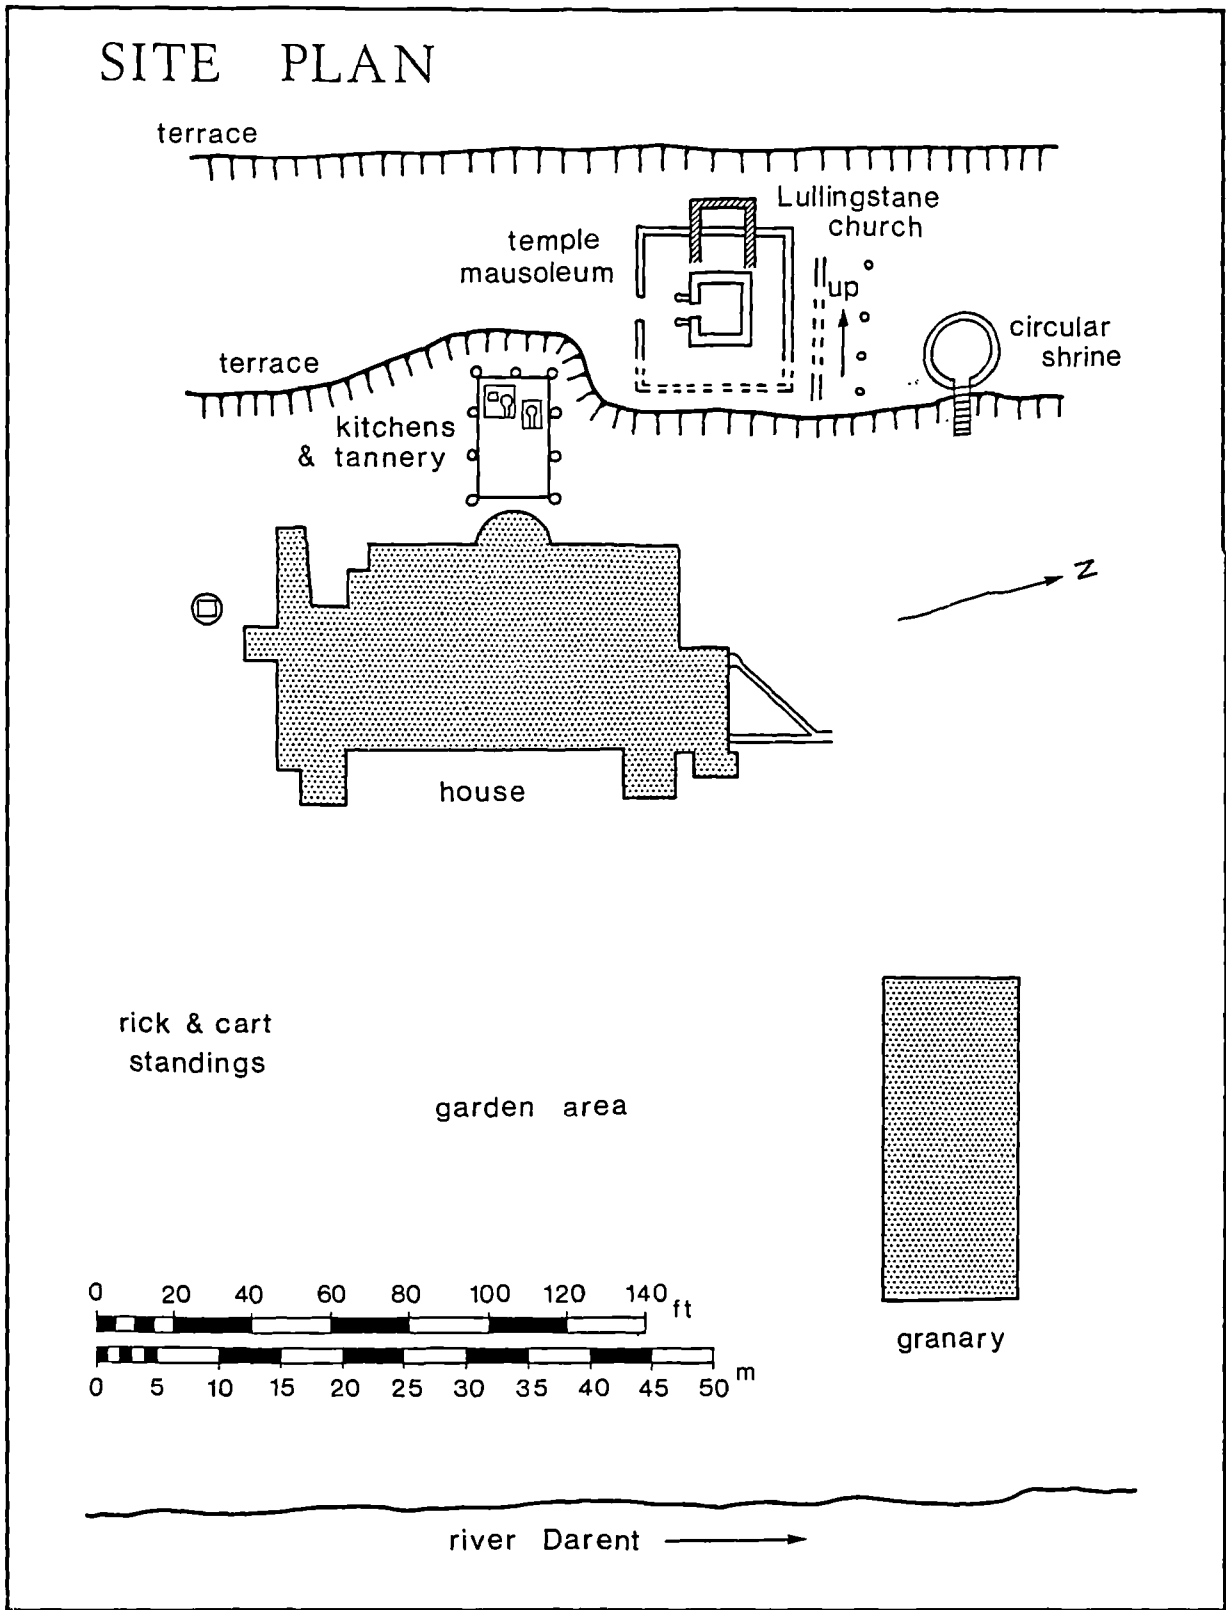 SITE PLAN
terrace
Lullingstane
church
temple
mausoleum
up
circular
shrine
terrace
kitchens
& tannery
N
house
rick & cart
standings
garden area
0 20 40 60 80 100 120 140 ft
0 5 10 15 20 25 30 35 40 45 50 m
granary
river Darent